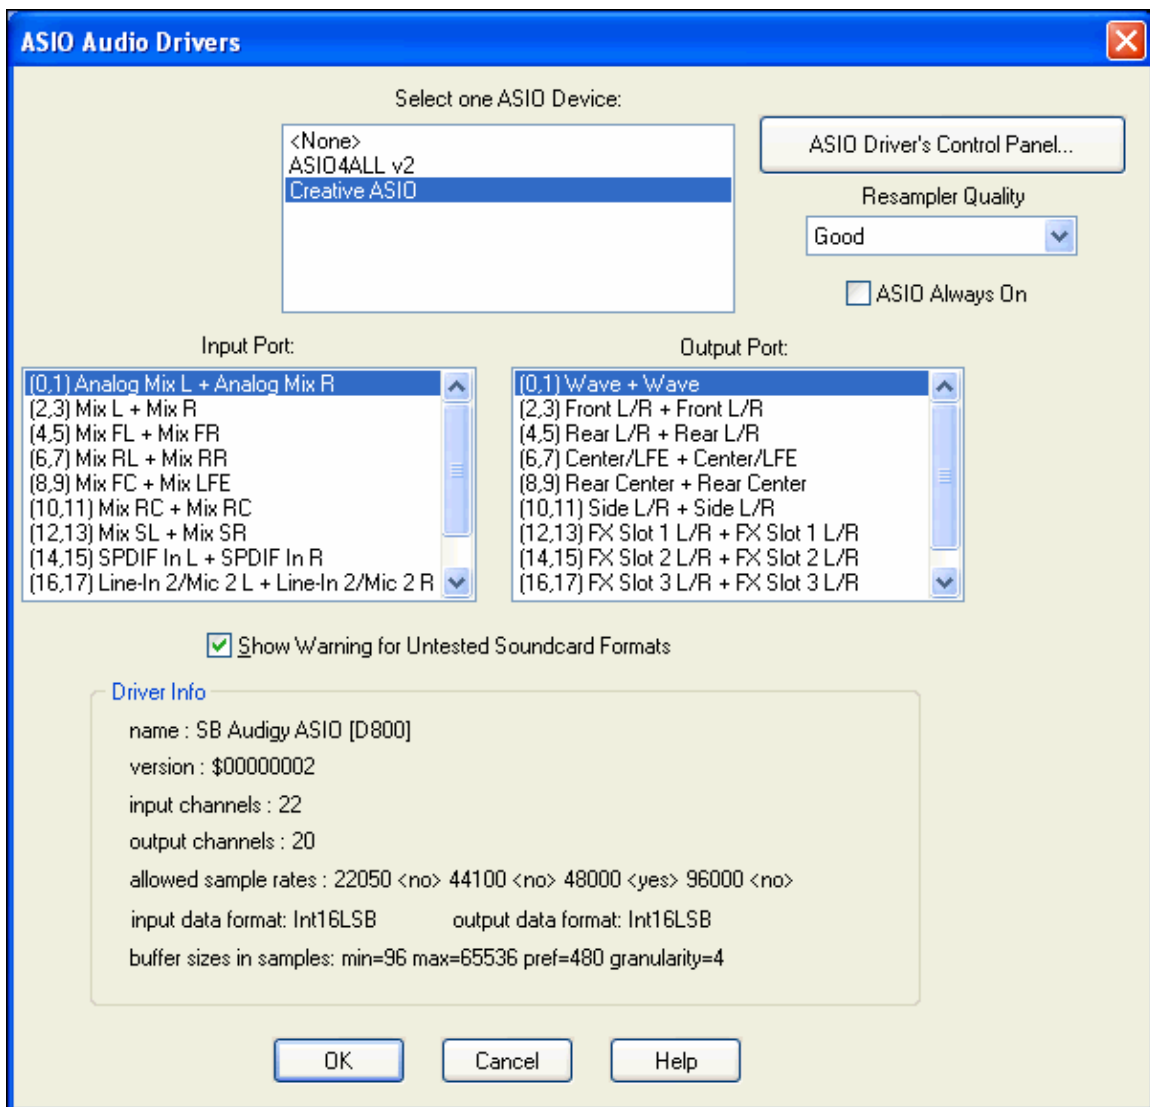 ASIO Audio Drivers
Select one ASIO Device:
<None>
ASIO4ALL v2
Creative ASIO
ASIO Driver's Control Panel...
Resampler Quality
Good
ASIO Always On
Input Port:
(0,1) Analog Mix L + Analog Mix R
(2,3) Mix L + Mix R
(4,5) Mix FL + Mix FR
(6,7) Mix RL + Mix RR
(8,9) Mix FC + Mix LFE
(10,11) Mix RC + Mix RC
(12,13) Mix SL + Mix SR
(14,15) SPDIF In L + SPDIF In R
(16,17) Line-In 2/Mic 2 L + Line-In 2/Mic 2 R
Output Port:
(0,1) Wave + Wave
(2,3) Front L/R + Front L/R
(4,5) Rear L/R + Rear L/R
(6,7) Center/LFE + Center/LFE
(8,9) Rear Center + Rear Center
(10,11) Side L/R + Side L/R
(12,13) FX Slot 1 L/R + FX Slot 1 L/R
(14,15) FX Slot 2 L/R + FX Slot 2 L/R
(16,17) FX Slot 3 L/R + FX Slot 3 L/R
Show Warning for Untested Soundcard Formats
Driver Info
name : SB Audigy ASIO [D800]
version : $00000002
input channels : 22
output channels : 20
allowed sample rates : 22050 <no> 44100 <no> 48000 <yes> 96000 <no>
input data format: Int16LSB output data format: Int16LSB
buffer sizes in samples: min=96 max=65536 pref=480 granularity=4
OK
Cancel
Help